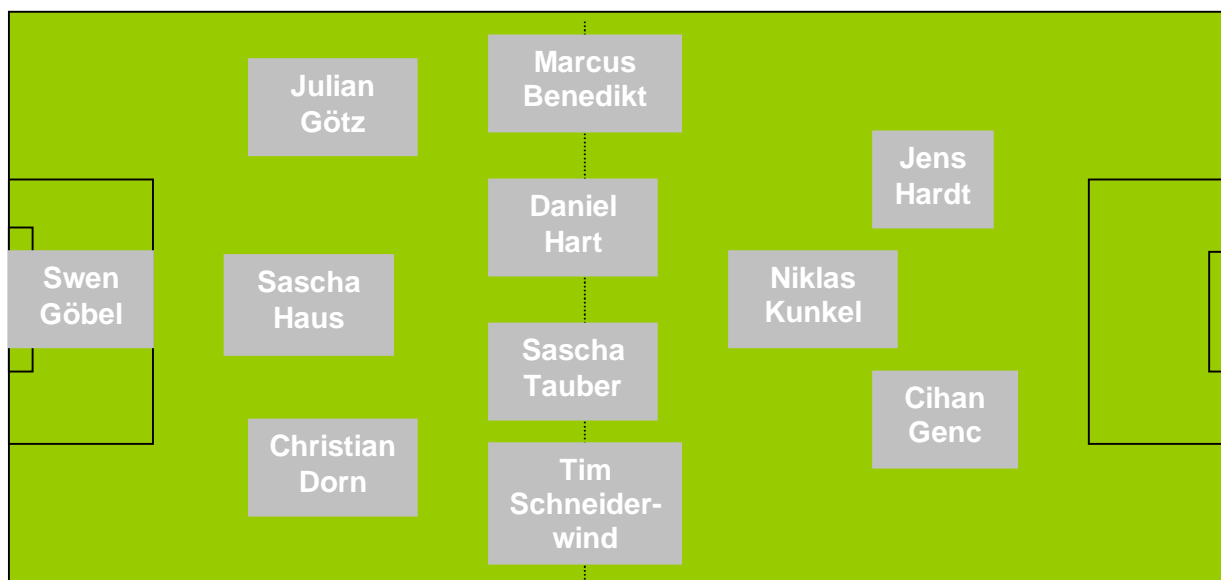 Swen
Göbel
Julian
Götz
Sascha
Haus
Christian
Dorn
Marcus
Benedikt
Daniel
Hart
Sascha
Tauber
Tim
Schneider-
wind
Niklas
Kunkel
Jens
Hardt
Cihan
Genc